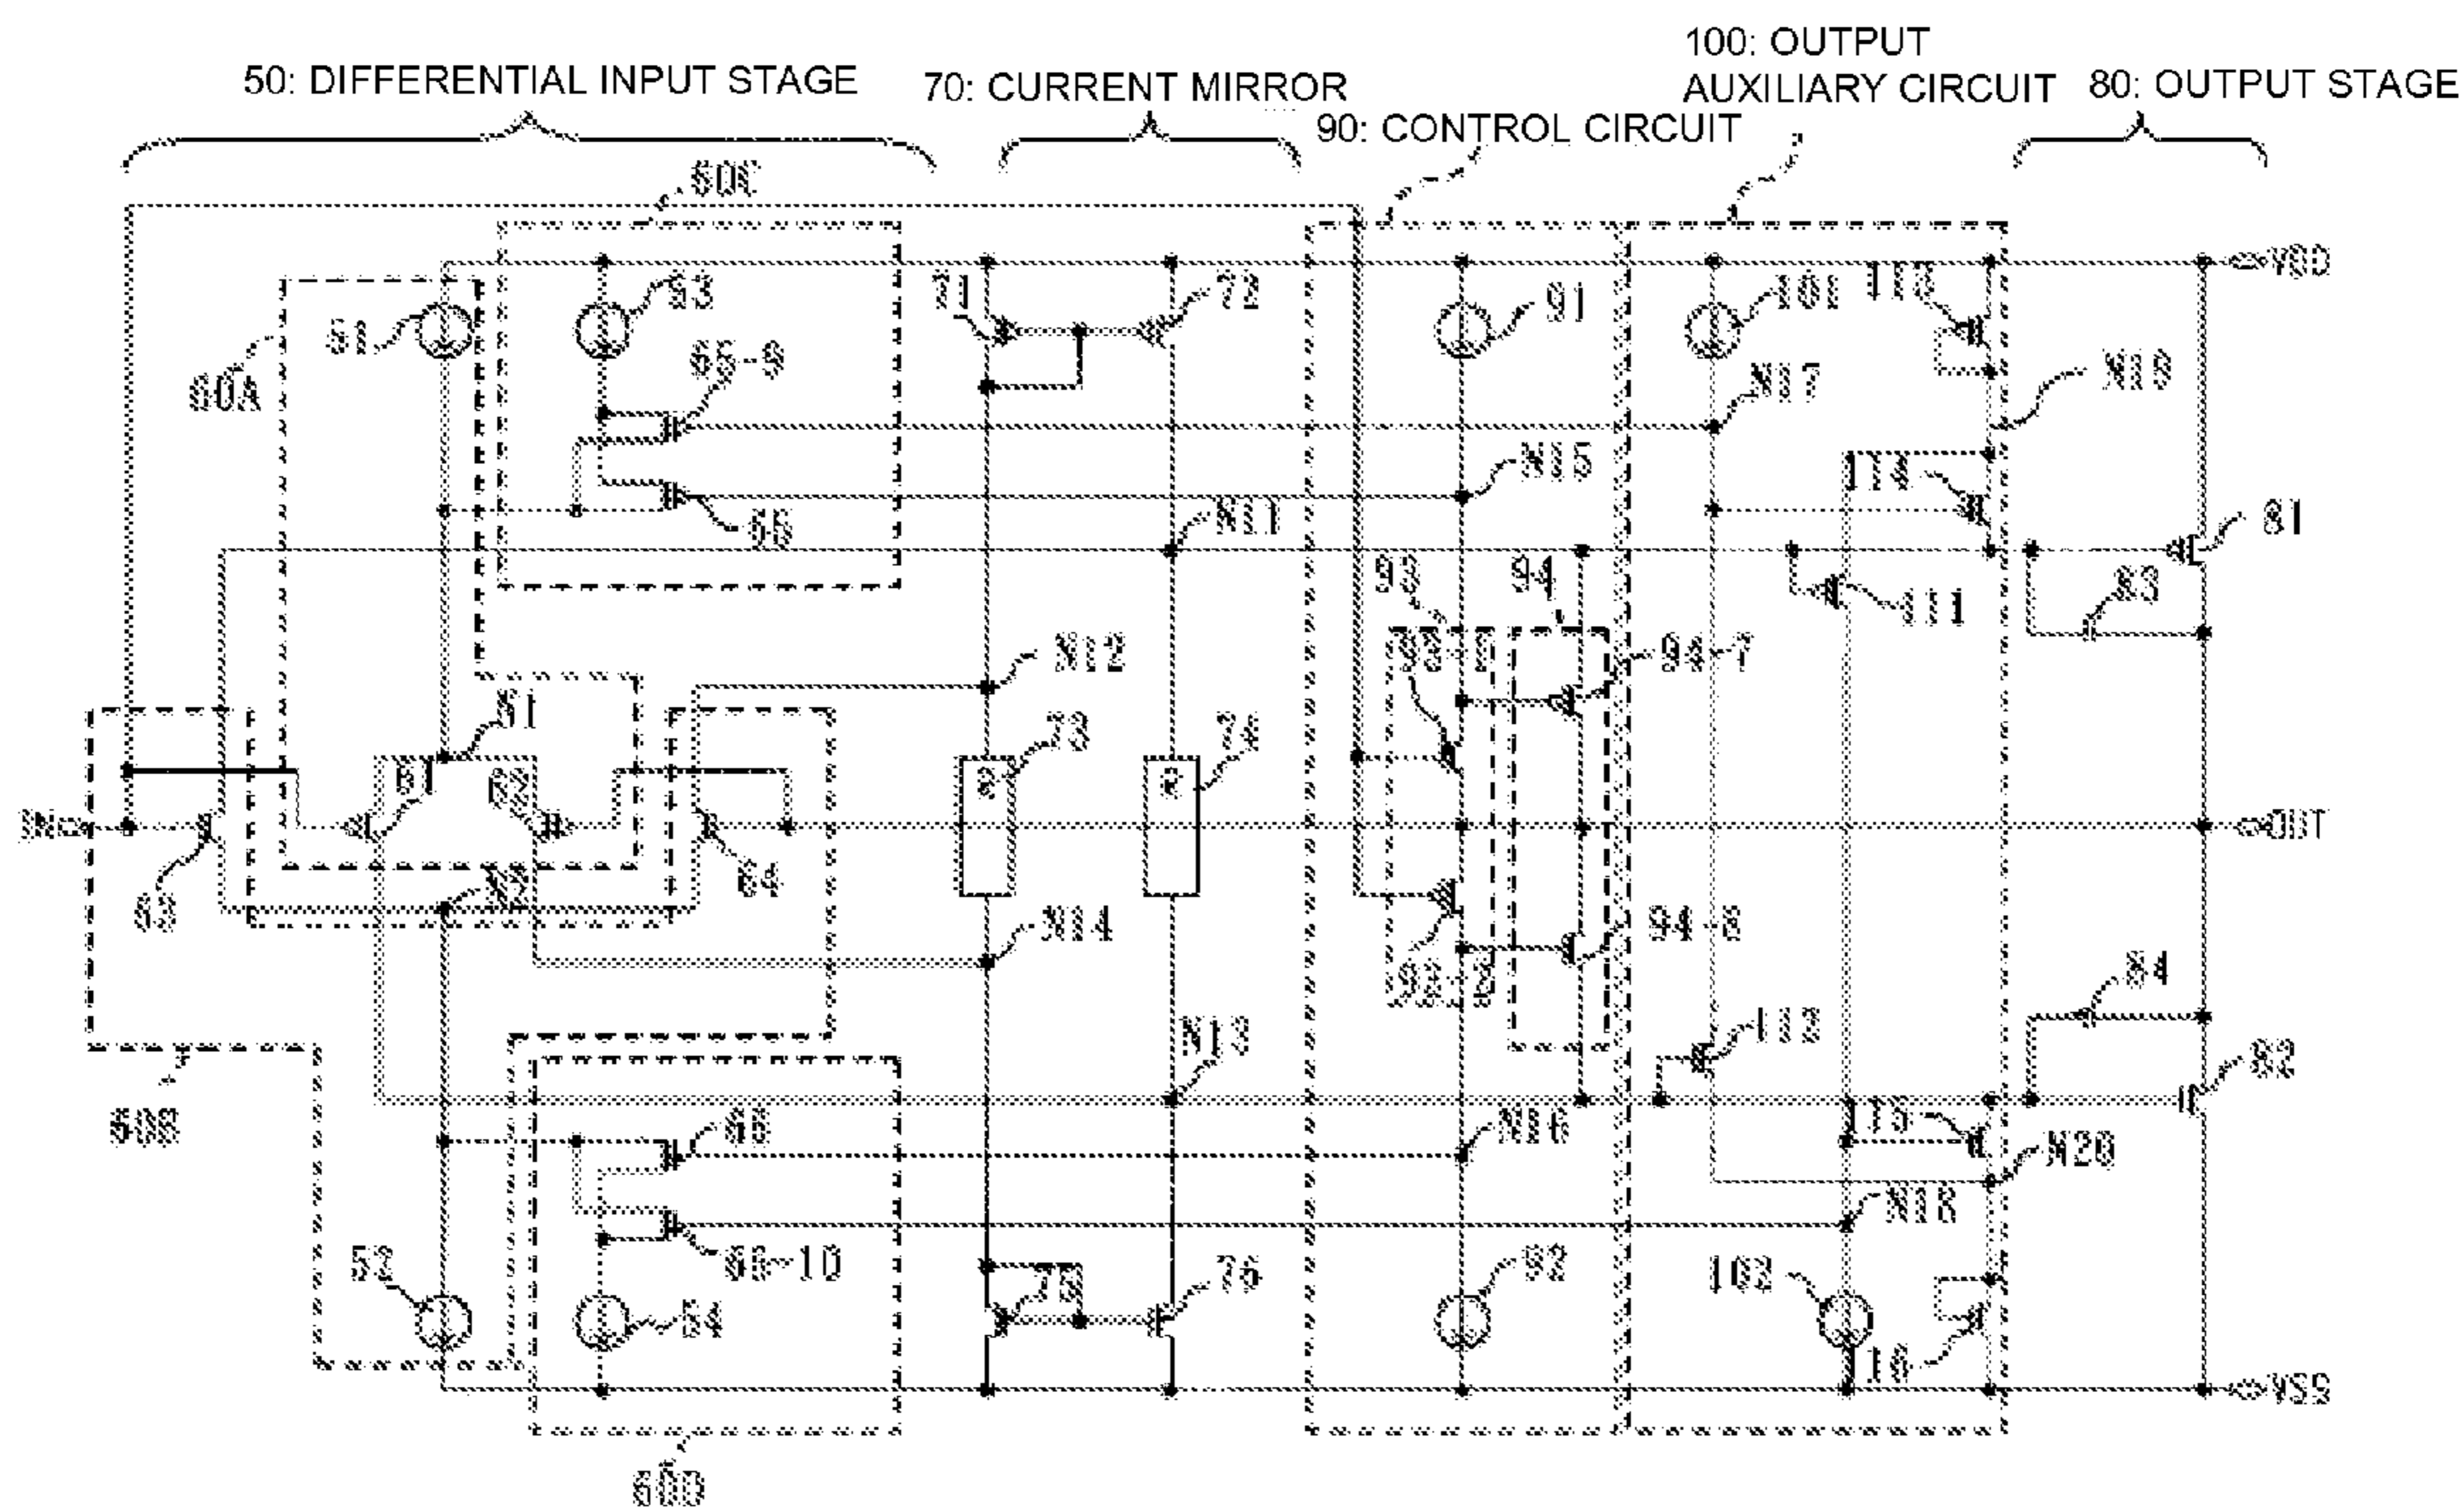 100: OUTPUT
AUXILIARY CIRCUIT
50: DIFFERENTIAL INPUT STAGE
70: CURRENT MIRROR
80: OUTPUT STAGE
90: CONTROL CIRCUIT
60C
VDD
53
71
72
91
101
113
51
60A
65-9
N17
N19
N15
114
65
N11
81
93
94
111
83
N12
93-1
94-7
N1
73
74
61
62
R
R
IN
OUT
63
N2
64
N14
94-8
93-2
84
N13
112
82
60B
66
N16
115
N20
N18
66-10
52
54
75
76
92
102
116
VSS
60D